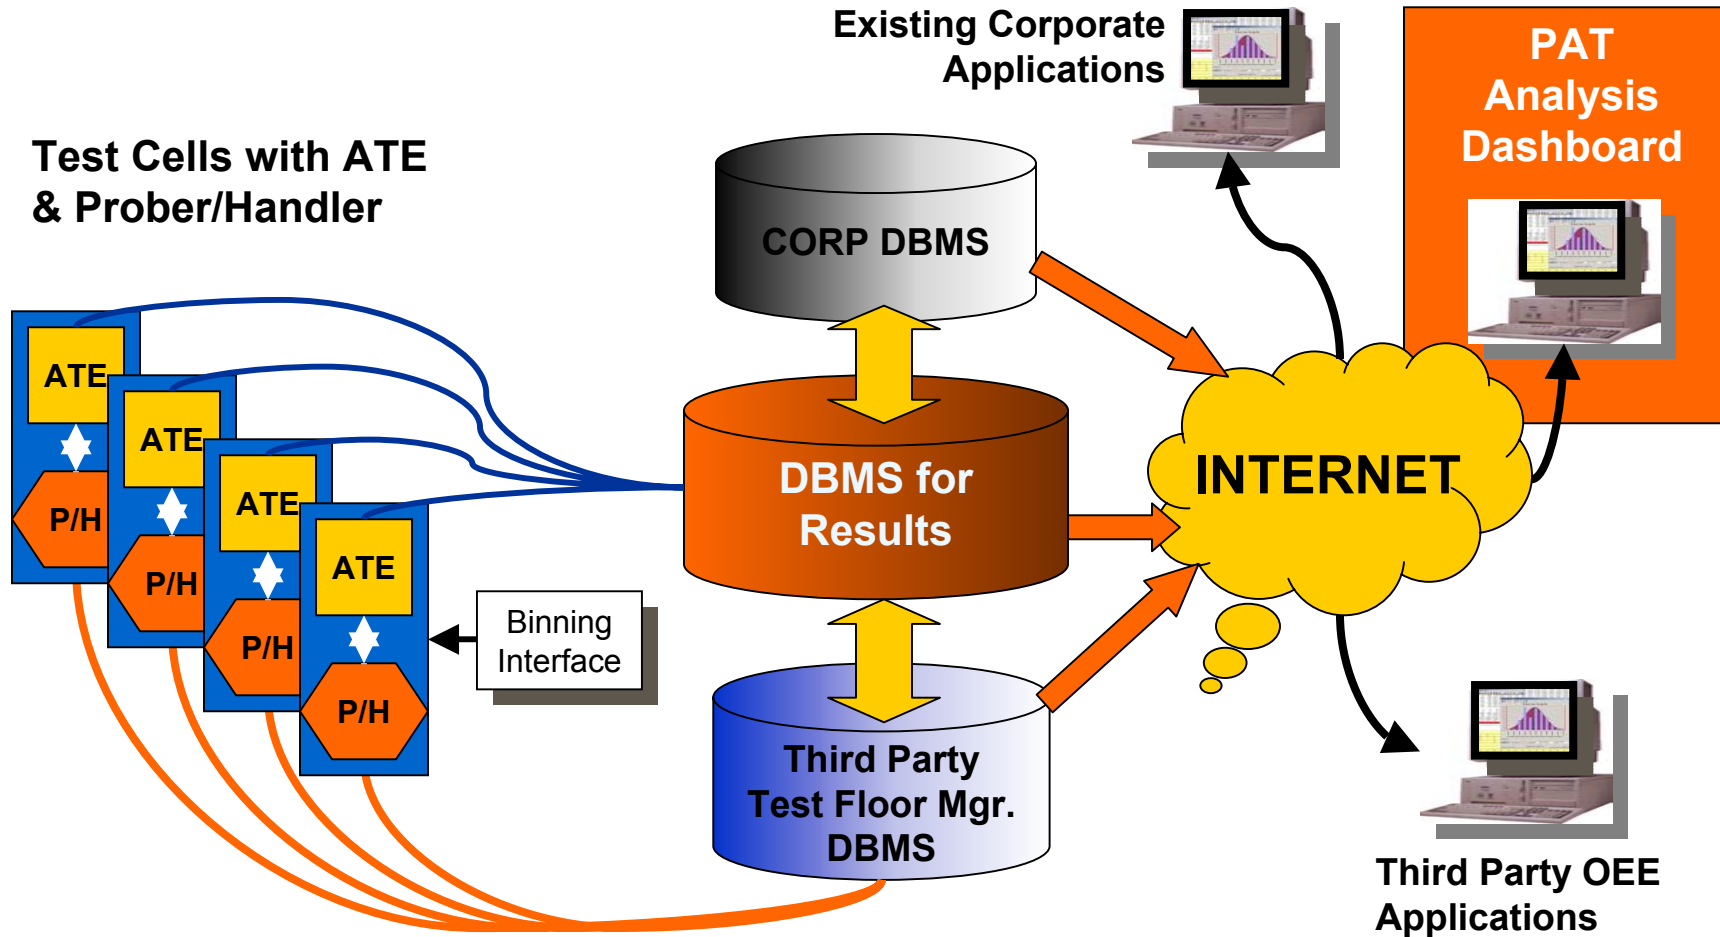 Existing Corporate
Applications
PAT
Analysis
Dashboard
Test Cells with ATE
& Prober/Handler
CORP DBMS
ATE
P/H
ATE
P/H
ATE
P/H
ATE
P/H
Binning
Interface
DBMS for
Results
INTERNET
Third Party
Test Floor Mgr.
DBMS
Third Party OEE
Applications